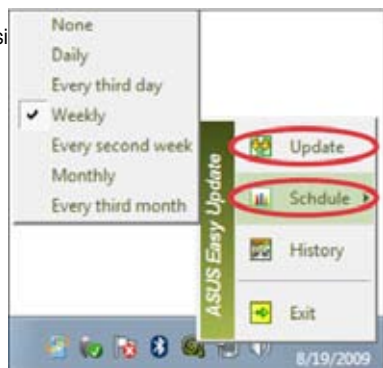 si
None
Daily
Every third day
Weekly
Every second week
Monthly
Every third month
ASUS Easy Update
Update
Schdule
History
Exit
8/19/2009